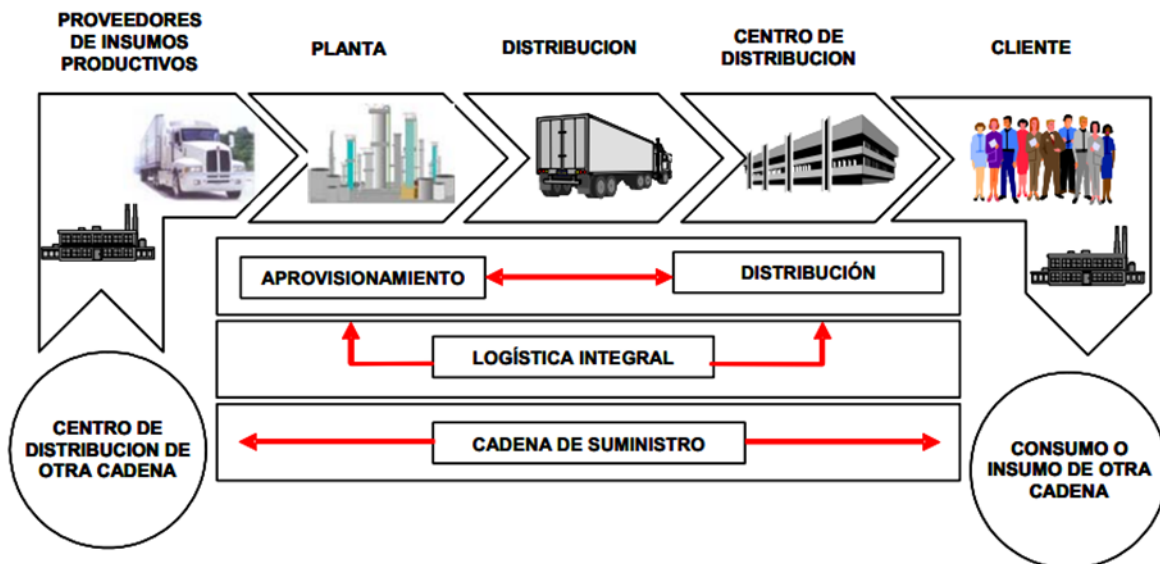 PROVEEDORES
DE INSUMOS
PRODUCTIVOS
PLANTA
DISTRIBUCION
CENTRO DE
DISTRIBUCION
CLIENTE
APROVISIONAMIENTO
DISTRIBUCIÓN
LOGÍSTICA INTEGRAL
CADENA DE SUMINISTRO
CENTRO DE
DISTRIBUCION DE
OTRA CADENA
CONSUMO O
INSUMO DE OTRA
CADENA